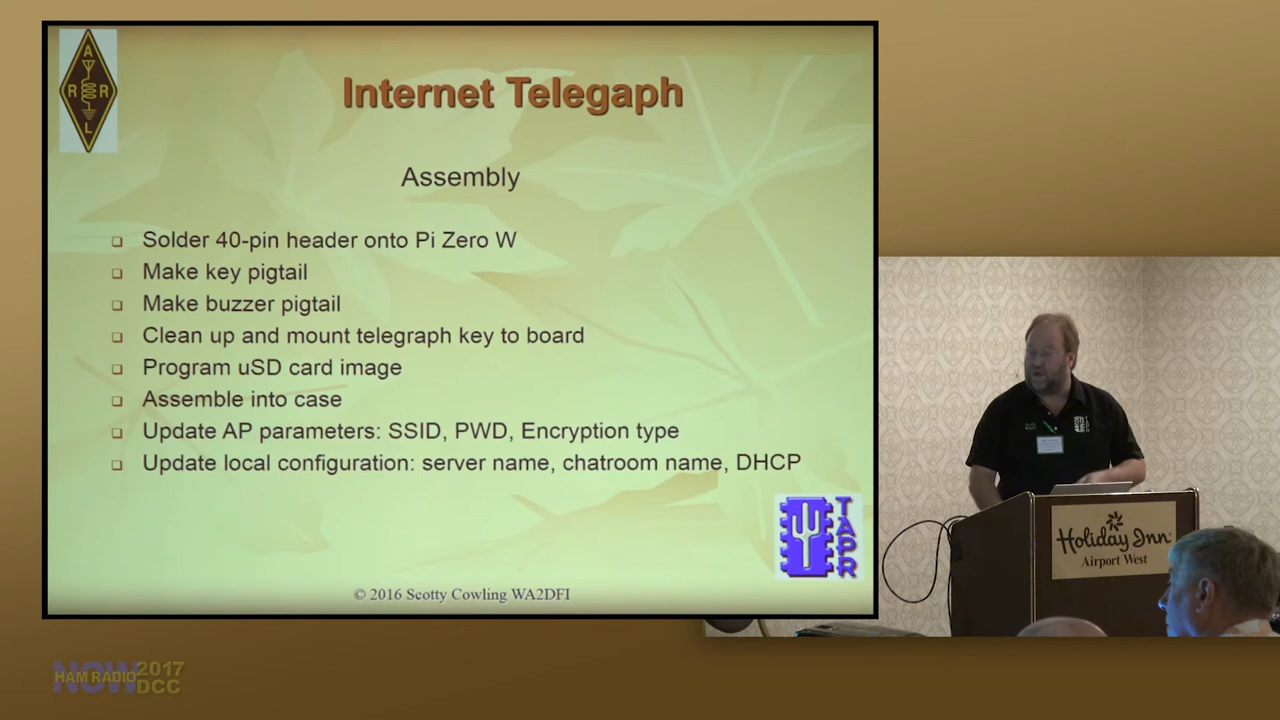 A
R R
L
Internet Telegaph
Assembly
Solder 40-pin header onto Pi Zero W
Make key pigtail
Make buzzer pigtail
Clean up and mount telegraph key to board
Program uSD card image
Assemble into case
Update AP parameters: SSID, PWD, Encryption type
Update local configuration: server name, chatroom name, DHCP
TAPR
© 2016 Scotty Cowling WA2DFI
Holiday Inn
Airport West
NOW
HAM RADIO 2017
DCC